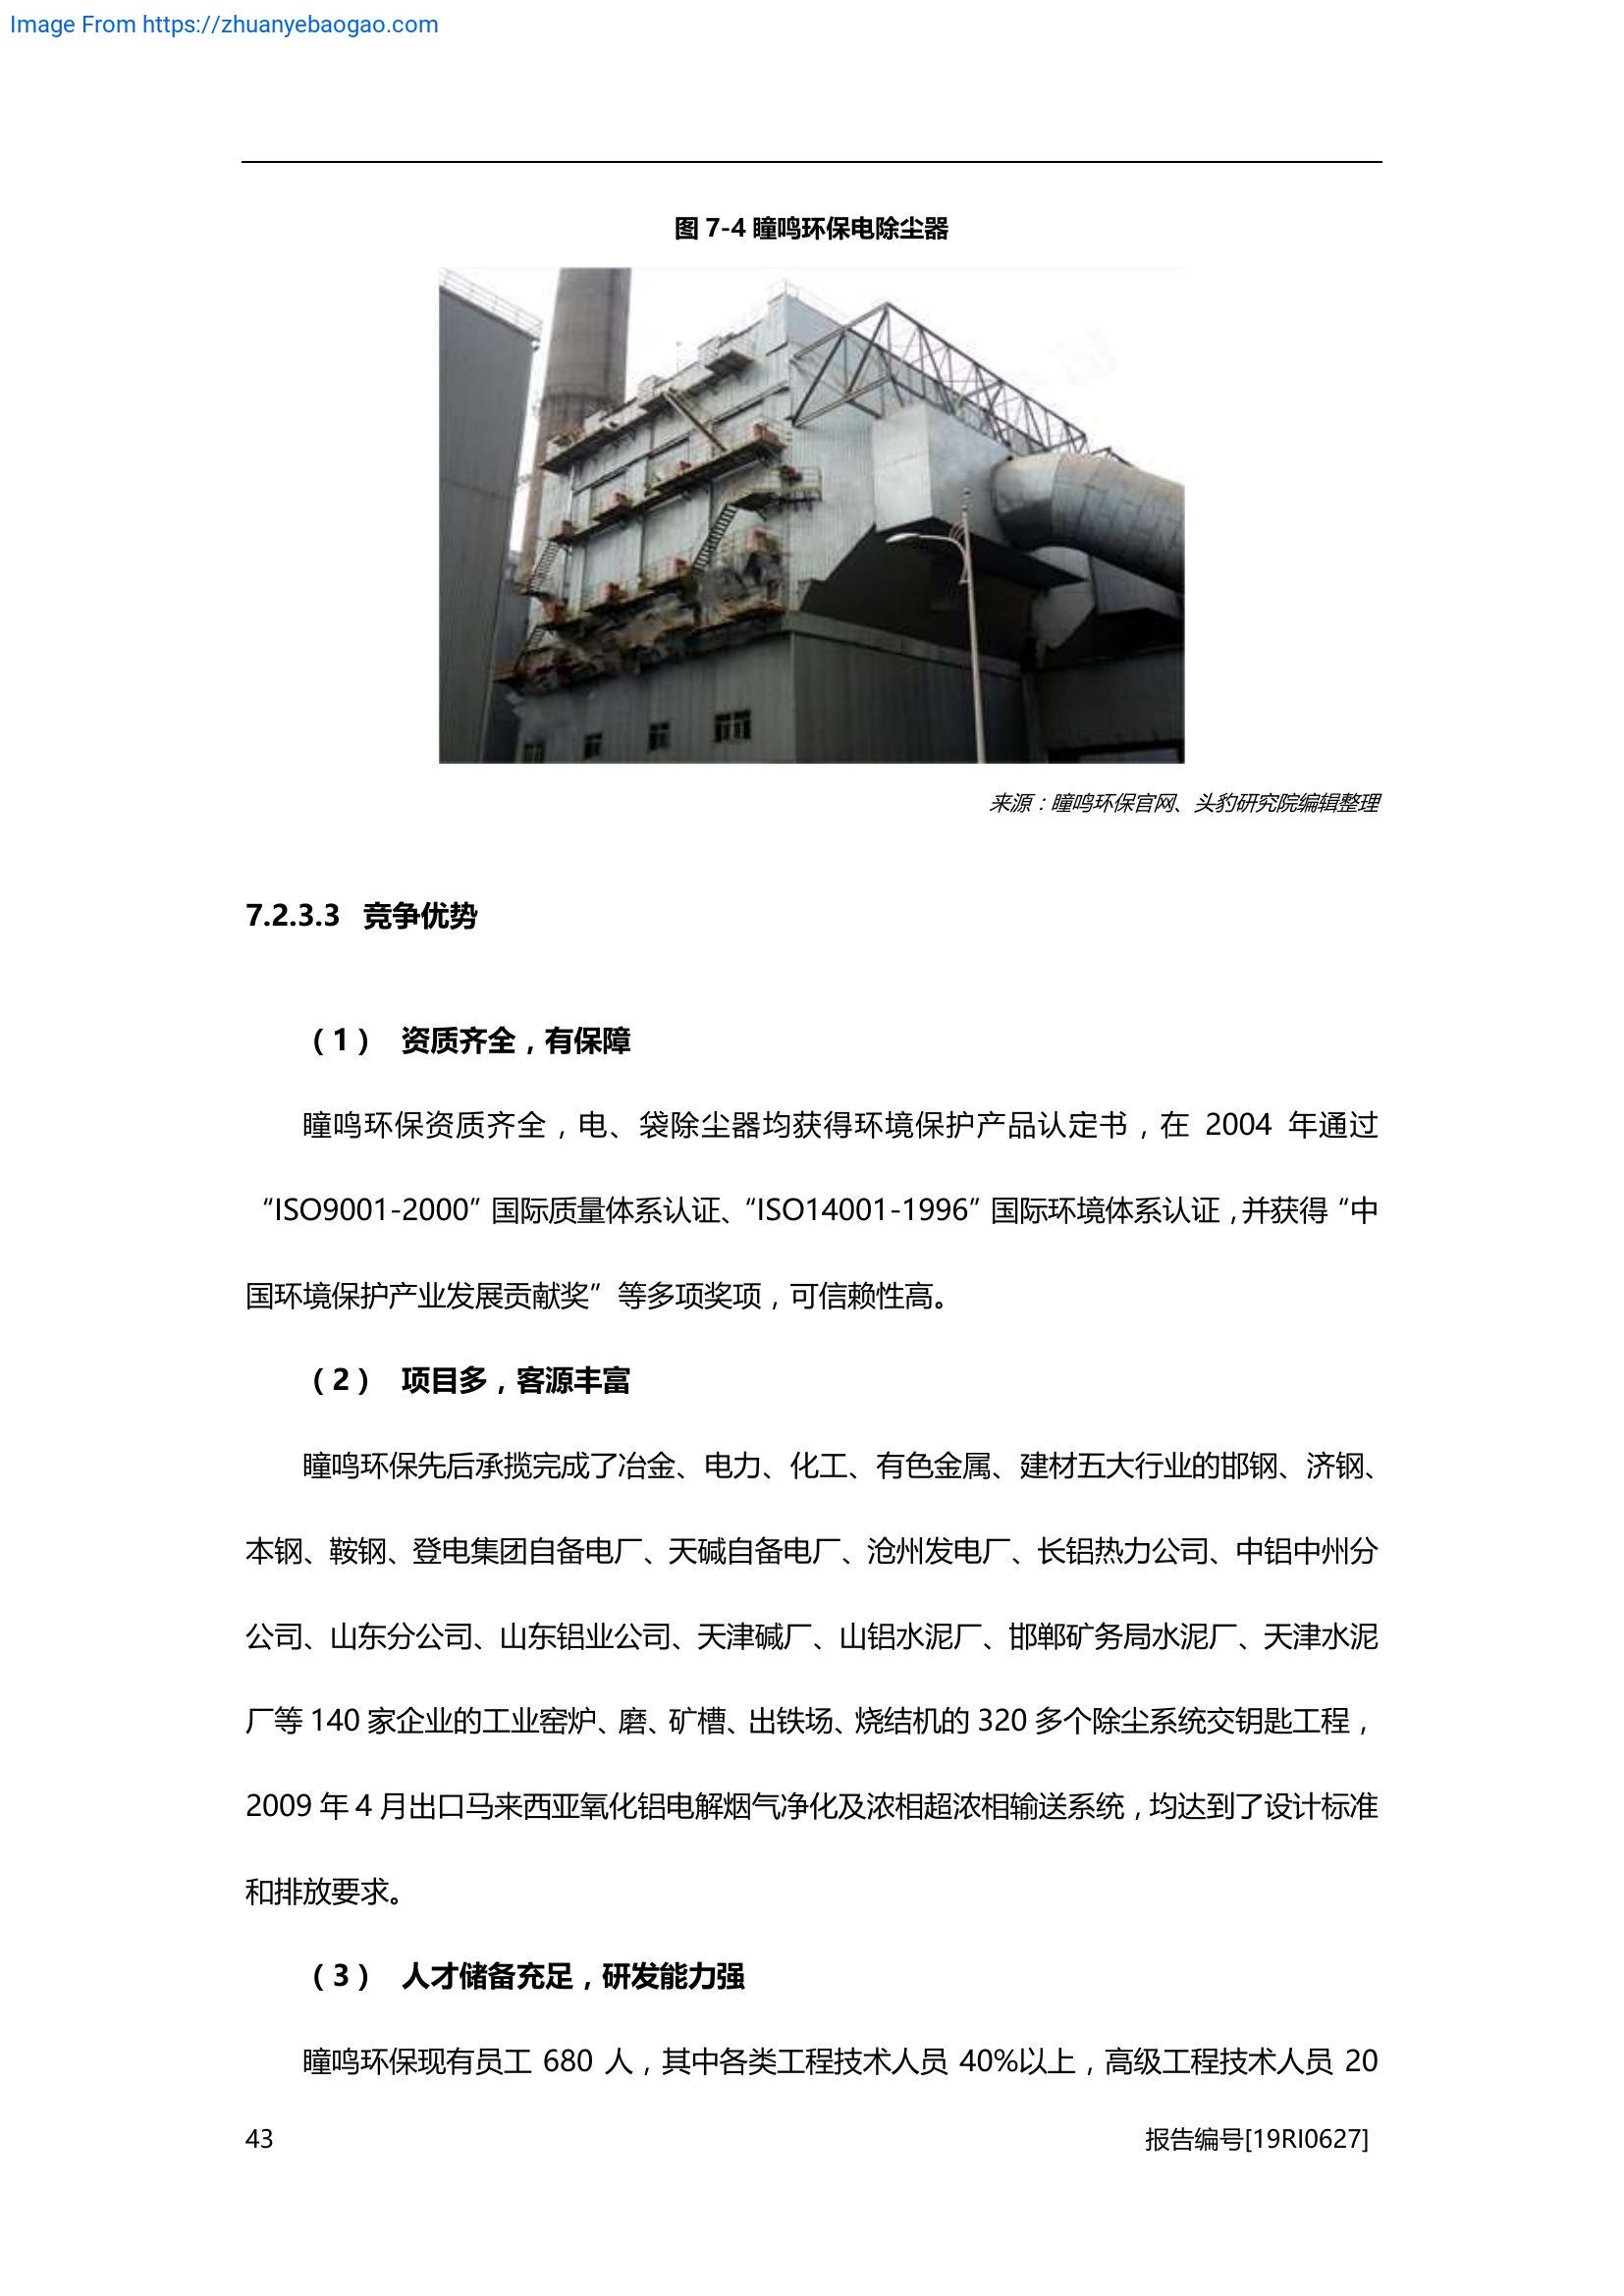 Image From https://zhuanyebaogao.com
图 7-4 瞳鸣环保电除尘器
来源：瞳鸣环保官网、头豹研究院编辑整理
7.2.3.3 竞争优势
（1） 资质齐全，有保障
瞳鸣环保资质齐全，电、袋除尘器均获得环境保护产品认定书，在 2004 年通过
“ISO9001-2000”国际质量体系认证、“ISO14001-1996”国际环境体系认证，并获得“中
国环境保护产业发展贡献奖”等多项奖项，可信赖性高。
（2） 项目多，客源丰富
瞳鸣环保先后承揽完成了冶金、电力、化工、有色金属、建材五大行业的邯钢、济钢、
本钢、鞍钢、登电集团自备电厂、天碱自备电厂、沧州发电厂、长铝热力公司、中铝中州分
公司、山东分公司、山东铝业公司、天津碱厂、山铝水泥厂、邯郸矿务局水泥厂、天津水泥
厂等 140 家企业的工业窑炉、磨、矿槽、出铁场、烧结机的 320 多个除尘系统交钥匙工程，
2009 年 4 月出口马来西亚氧化铝电解烟气净化及浓相超浓相输送系统，均达到了设计标准
和排放要求。
（3） 人才储备充足，研发能力强
瞳鸣环保现有员工 680 人，其中各类工程技术人员 40%以上，高级工程技术人员 20
43
报告编号[19RI0627]